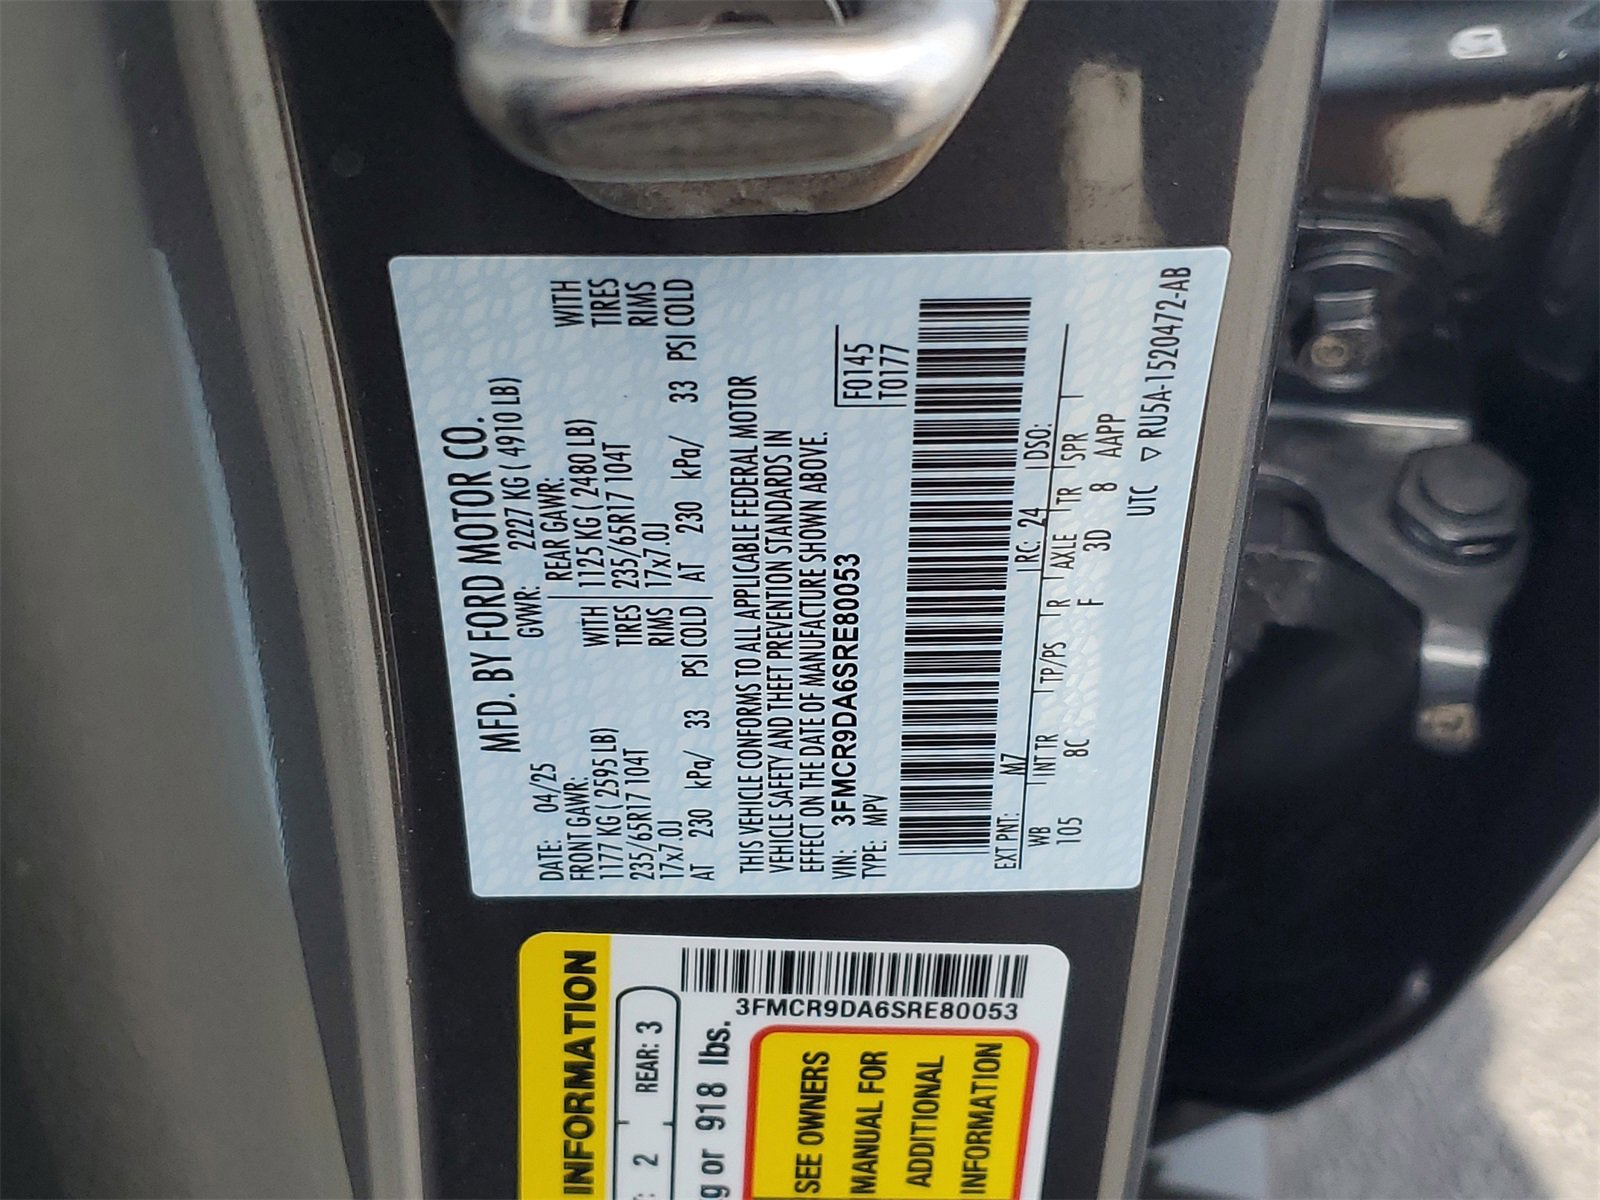 MFD. BY FORD MOTOR CO.
DATE: 04/25 GVWR: 2227 KG ( 4910 LB)
FRONT GAWR: REAR GAWR:
1177 KG ( 2595 LB) WITH 1125 KG ( 2480 LB) WITH
235/65R17 104T TIRES 235/65R17 104T TIRES
17x7.0J RIMS 17x7.0J RIMS
AT 230 kPa/ 33 PSI COLD AT 230 kPa/ 33 PSI COLD
THIS VEHICLE CONFORMS TO ALL APPLICABLE FEDERAL MOTOR
VEHICLE SAFETY AND THEFT PREVENTION STANDARDS IN
EFFECT ON THE DATE OF MANUFACTURE SHOWN ABOVE.
VIN: 3FMCR9DA6SRE80053 F0145
TYPE: MPV T0177
EXT PNT: MZ RC: 24 DSO:
WB INT TR TP/PS R AXLE TR SPR
105 8C F 3D 8 AAPP
UTC ▽ RU5A-1520472-AB
INFORMATION
: 2 REAR: 3
g or 918 lbs.
3FMCR9DA6SRE80053
SEE OWNERS
MANUAL FOR
ADDITIONAL
INFORMATION